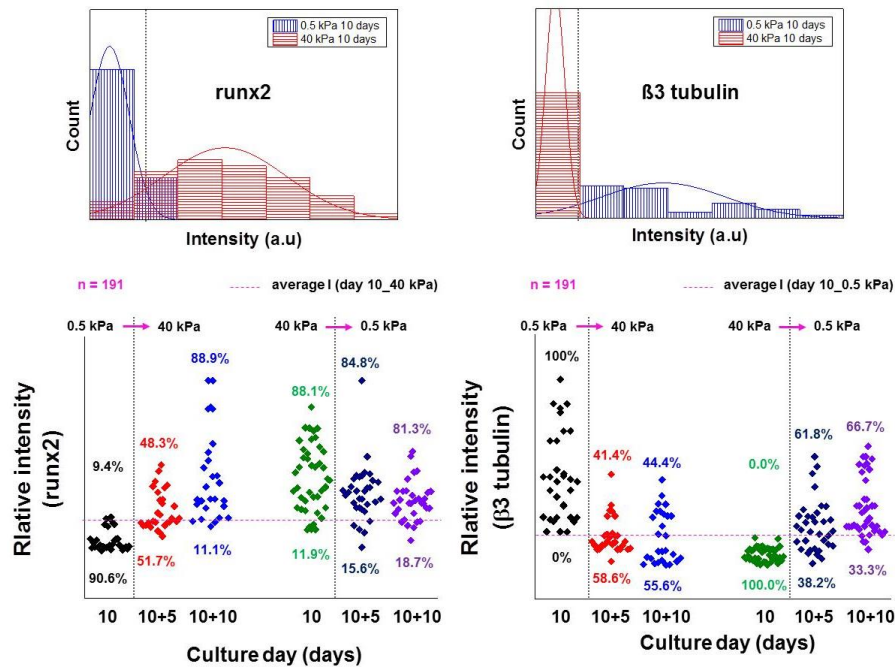 0.5 kPa 10 days
40 kPa 10 days
runx2
Count
Intensity (a.u)
0.5 kPa 10 days
40 kPa 10 days
ß3 tubulin
Count
Intensity (a.u)
n = 191
average I (day 10_40 kPa)
0.5 kPa
40 kPa
40 kPa
0.5 kPa
88.9%
88.1%
84.8%
81.3%
48.3%
9.4%
90.6%
51.7%
11.1%
11.9%
15.6%
18.7%
Rlative intensity
(runx2)
10
10+5
10+10
10
10+5
10+10
Culture day (days)
n = 191
average I (day 10_0.5 kPa)
0.5 kPa
40 kPa
40 kPa
0.5 kPa
100%
41.4%
44.4%
0.0%
61.8%
66.7%
0%
58.6%
55.6%
100.0%
38.2%
33.3%
Rlative intensity
(β3 tubulin)
10
10+5
10+10
10
10+5
10+10
Culture day (days)